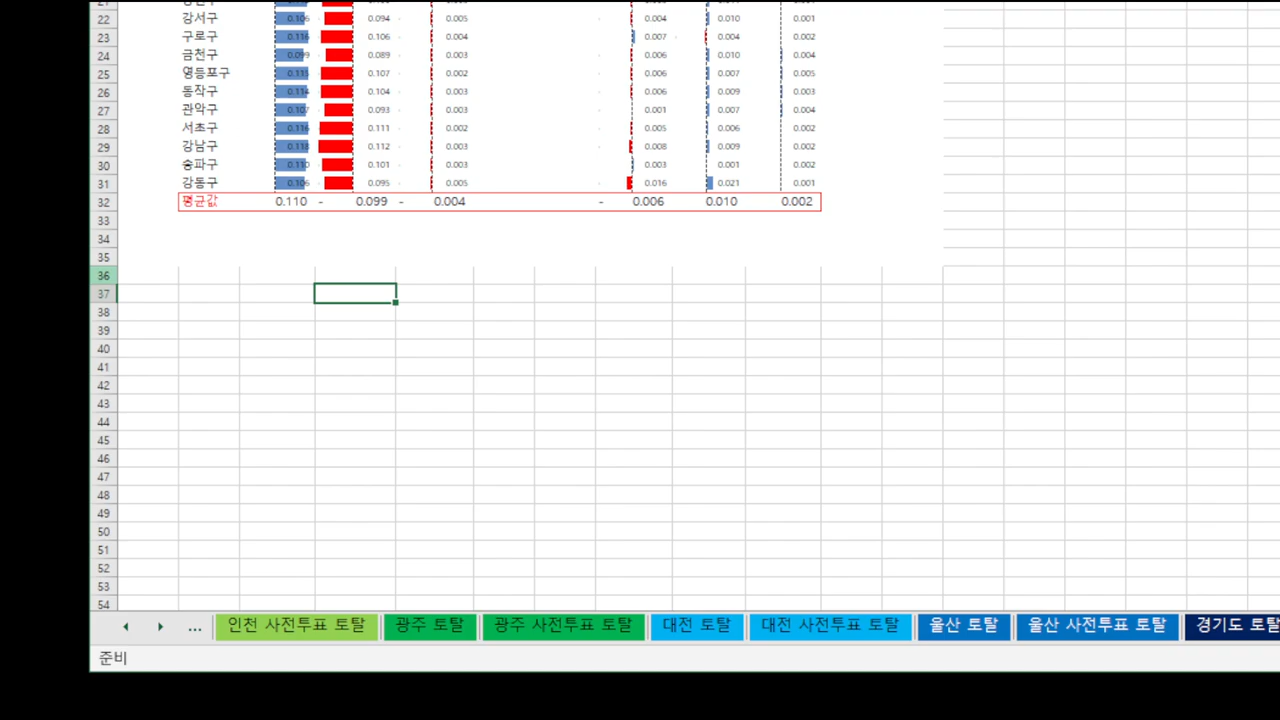 22 강서구 0.106 - 0.094 - 0.005 - 0.004 0.010 0.001
23 구로구 0.116 - 0.106 - 0.004 0.007 - 0.004 0.002
24 금천구 0.099 - 0.089 - 0.003 - 0.006 0.010 0.004
25 영등포구 0.115 - 0.107 - 0.002 - 0.006 0.007 0.005
26 동작구 0.114 - 0.104 - 0.003 - 0.006 0.009 0.003
27 관악구 0.107 - 0.093 - 0.003 - 0.001 0.007 0.004
28 서초구 0.116 - 0.111 - 0.002 - 0.005 0.006 0.002
29 강남구 0.118 - 0.112 - 0.003 - 0.008 0.009 0.002
30 송파구 0.110 - 0.101 - 0.003 0.003 0.001 0.002
31 강동구 0.106 - 0.095 - 0.005 - 0.016 0.021 0.001
32 평균값 0.110 - 0.099 - 0.004 - 0.006 0.010 0.002
33
34
35
36
37
38
39
40
41
42
43
44
45
46
47
48
49
50
51
52
53
54
... 인천 사전투표 토탈 광주 토탈 광주 사전투표 토탈 대전 토탈 대전 사전투표 토탈 울산 토탈 울산 사전투표 토탈 경기도 토탈
준비